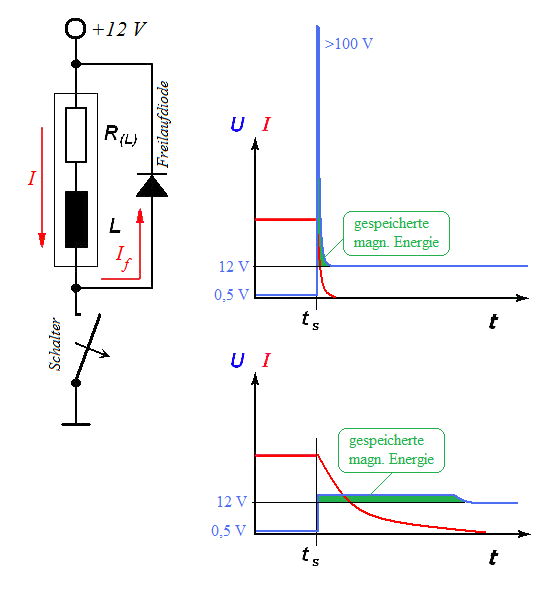 +12 V
R(L)
Freilaufdiode
I
L
If
Schalter
U I
>100 V
gespeicherte
magn. Energie
12 V
0,5 V
ts
t
U I
gespeicherte
magn. Energie
12 V
0,5 V
ts
t